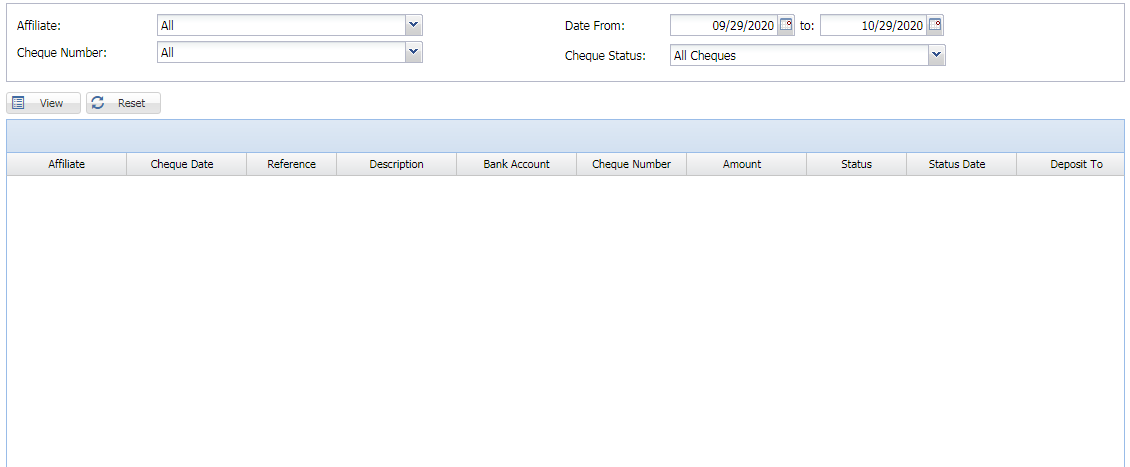 Affiliate: All Date From: 09/29/2020 to: 10/29/2020
Cheque Number: All Cheque Status: All Cheques
View Reset
Affiliate Cheque Date Reference Description Bank Account Cheque Number Amount Status Status Date Deposit To